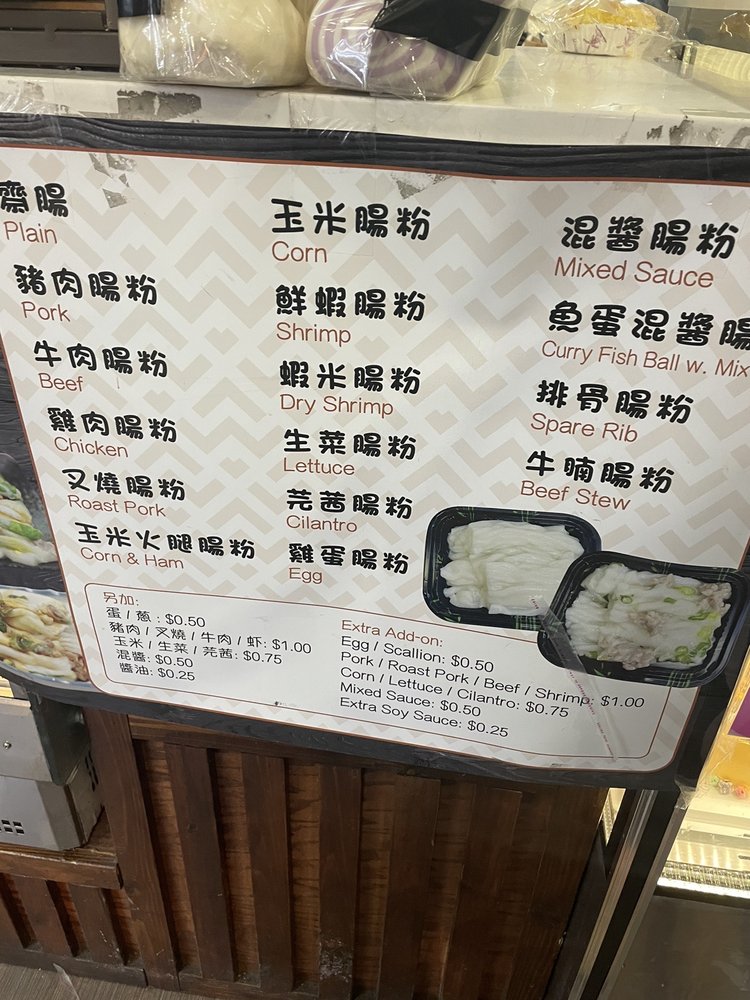 齋腸
Plain
豬肉腸粉
Pork
牛肉腸粉
Beef
雞肉腸粉
Chicken
叉燒腸粉
Roast Pork
玉米火腿腸粉
Corn & Ham
玉米腸粉
Corn
鮮蝦腸粉
Shrimp
蝦米腸粉
Dry Shrimp
生菜腸粉
Lettuce
芫茜腸粉
Cilantro
雞蛋腸粉
Egg
混醬腸粉
Mixed Sauce
魚蛋混醬腸
Curry Fish Ball w. Mix
排骨腸粉
Spare Rib
牛腩腸粉
Beef Stew
另加:
蛋 / 蔥 : $0.50
豬肉 / 叉燒 / 牛肉 / 虾: $1.00
玉米 / 生菜 / 芫茜: $0.75
混醬: $0.50
醬油: $0.25
Extra Add-on:
Egg / Scallion: $0.50
Pork / Roast Pork / Beef / Shrimp: $1.00
Corn / Lettuce / Cilantro: $0.75
Mixed Sauce: $0.50
Extra Soy Sauce: $0.25